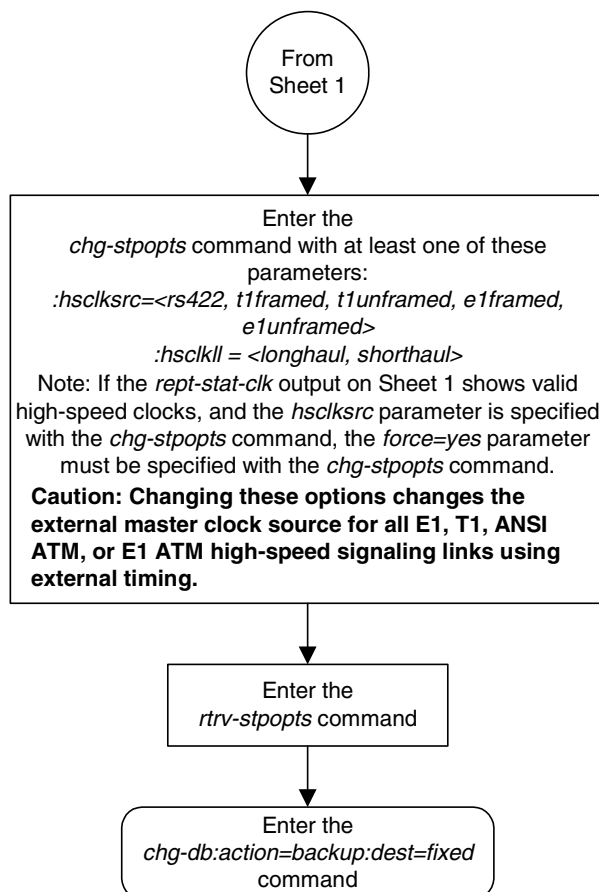 From
Sheet 1
Enter the
chg-stpopts command with at least one of these
parameters:
:hsclksrc=<rs422, t1framed, t1unframed, e1framed,
e1unframed>
:hsclkll = <longhaul, shorthaul>
Note: If the rept-stat-clk output on Sheet 1 shows valid
high-speed clocks, and the hsclksrc parameter is specified
with the chg-stpopts command, the force=yes parameter
must be specified with the chg-stpopts command.
Caution: Changing these options changes the
external master clock source for all E1, T1, ANSI
ATM, or E1 ATM high-speed signaling links using
external timing.
Enter the
rtrv-stpopts command
Enter the
chg-db:action=backup:dest=fixed
command